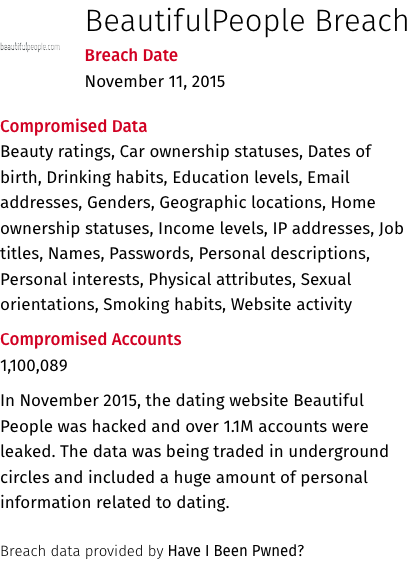 BeautifulPeople Breach
beautifulpeople.com
Breach Date
November 11, 2015
Compromised Data
Beauty ratings, Car ownership statuses, Dates of
birth, Drinking habits, Education levels, Email
addresses, Genders, Geographic locations, Home
ownership statuses, Income levels, IP addresses, Job
titles, Names, Passwords, Personal descriptions,
Personal interests, Physical attributes, Sexual
orientations, Smoking habits, Website activity
Compromised Accounts
1,100,089
In November 2015, the dating website Beautiful
People was hacked and over 1.1M accounts were
leaked. The data was being traded in underground
circles and included a huge amount of personal
information related to dating.
Breach data provided by Have I Been Pwned?